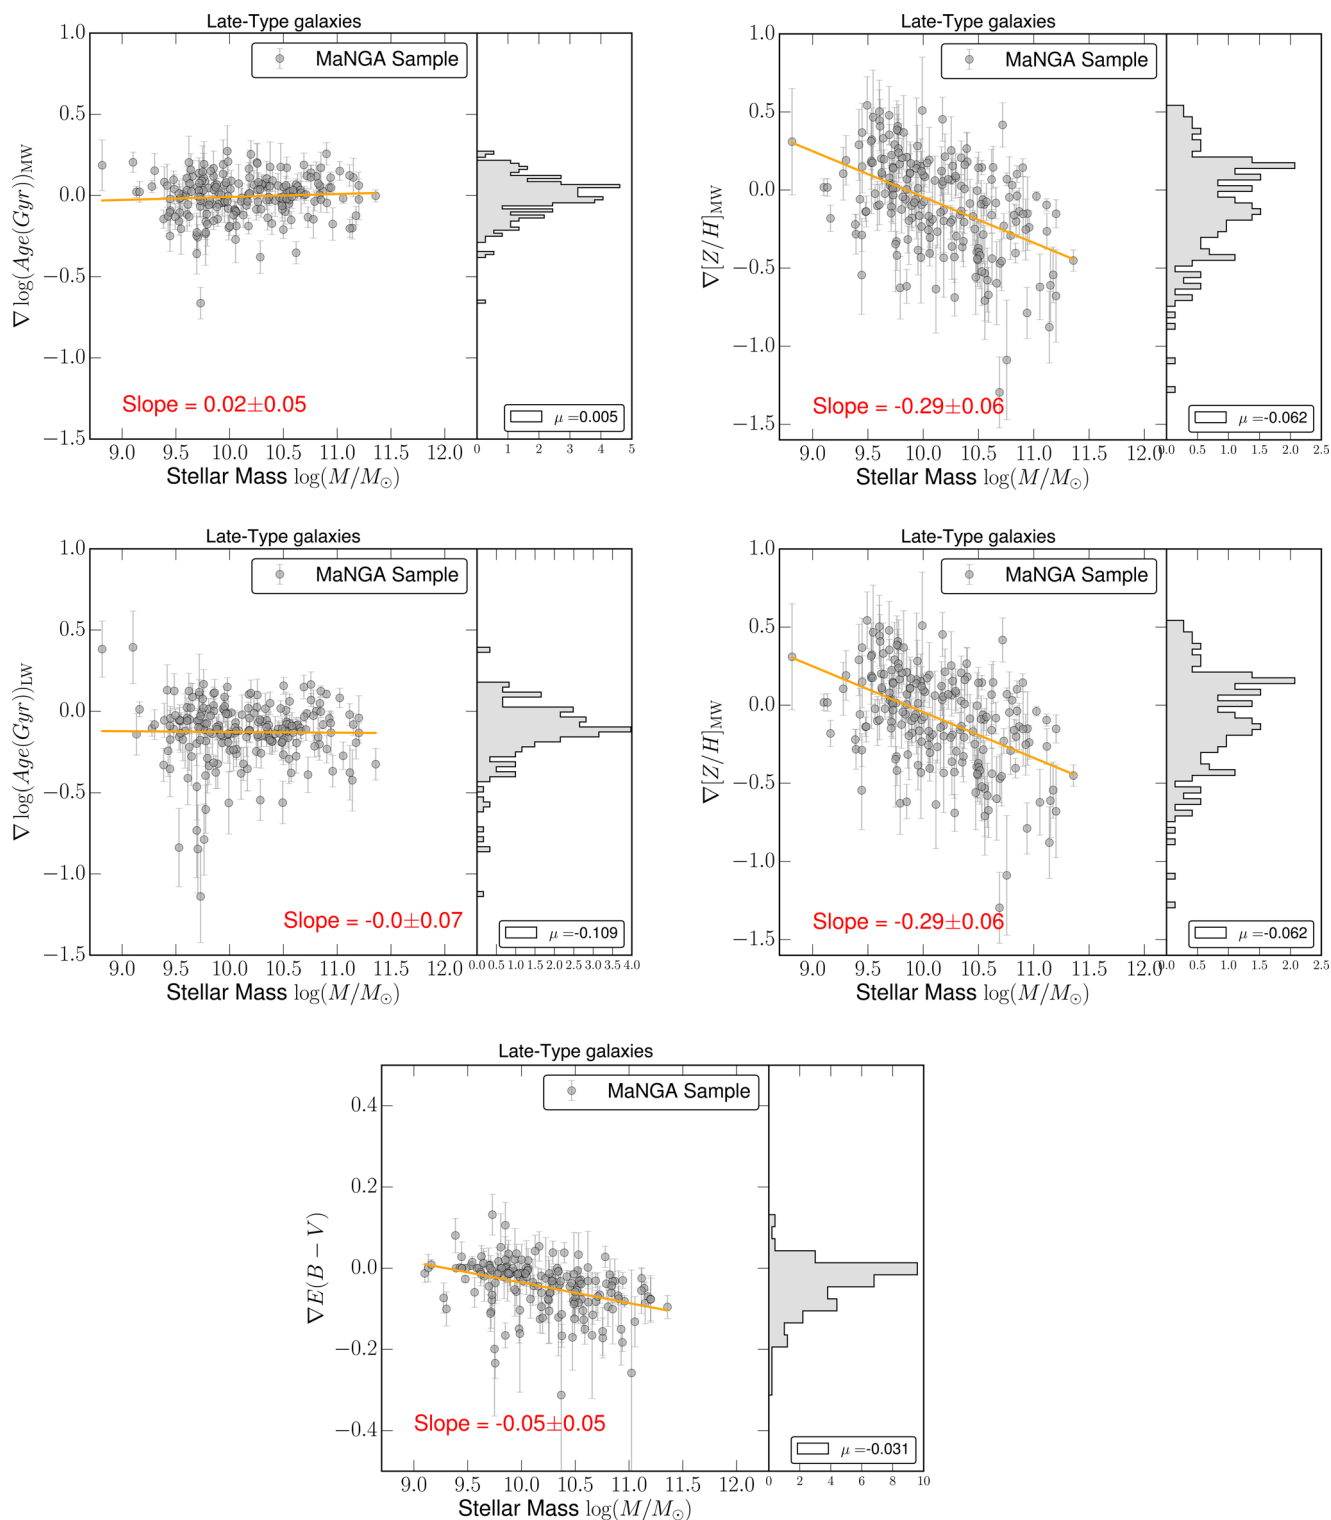 Late-Type galaxies
MaNGA Sample
1.0
0.5
0.0
−0.5
−1.0
−1.5
∇ log(Age(Gyr))MW
Slope = 0.02±0.05
μ =0.005
9.0 9.5 10.0 10.5 11.0 11.5 12.0
0 1 2 3 4 5
Stellar Mass log(M/M⊙)
Late-Type galaxies
MaNGA Sample
1.0
0.5
0.0
−0.5
−1.0
−1.5
∇[Z/H]MW
Slope = -0.29±0.06
μ =-0.062
9.0 9.5 10.0 10.5 11.0 11.5 12.0
0.0 0.5 1.0 1.5 2.0 2.5
Stellar Mass log(M/M⊙)
Late-Type galaxies
MaNGA Sample
1.0
0.5
0.0
−0.5
−1.0
−1.5
∇ log(Age(Gyr))LW
Slope = -0.0±0.07
μ =-0.109
9.0 9.5 10.0 10.5 11.0 11.5 12.0
0.0 0.5 1.0 1.5 2.0 2.5 3.0 3.5 4.0
Stellar Mass log(M/M⊙)
Late-Type galaxies
MaNGA Sample
1.0
0.5
0.0
−0.5
−1.0
−1.5
∇[Z/H]MW
Slope = -0.29±0.06
μ =-0.062
9.0 9.5 10.0 10.5 11.0 11.5 12.0
0.0 0.5 1.0 1.5 2.0 2.5
Stellar Mass log(M/M⊙)
Late-Type galaxies
MaNGA Sample
0.4
0.2
0.0
−0.2
−0.4
∇E(B − V)
Slope = -0.05±0.05
μ =-0.031
9.0 9.5 10.0 10.5 11.0 11.5 12.0
0 2 4 6 8 10
Stellar Mass log(M/M⊙)